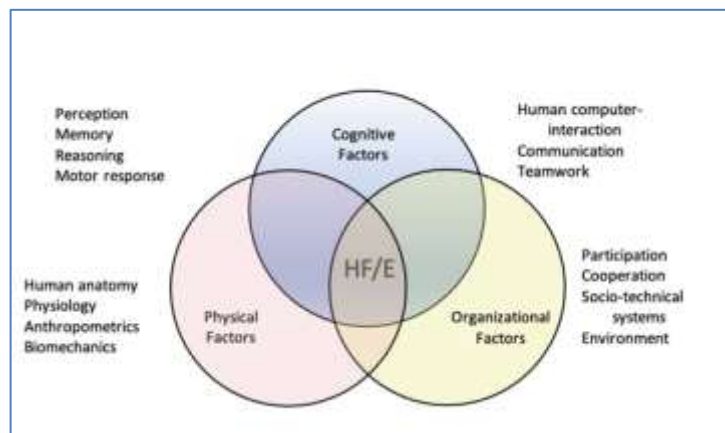 Perception
Memory
Reasoning
Motor response
Cognitive
Factors
Human computer-
interaction
Communication
Teamwork
HF/E
Human anatomy
Physiology
Anthropometrics
Biomechanics
Physical
Factors
Organizational
Factors
Participation
Cooperation
Socio-technical
systems
Environment